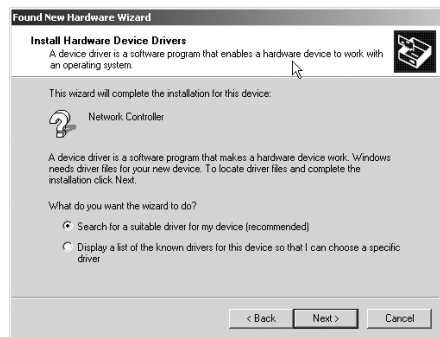 Found New Hardware Wizard
Install Hardware Device Drivers
A device driver is a software program that enables a hardware device to work with
an operating system.
This wizard will complete the installation for this device:
Network Controller
A device driver is a software program that makes a hardware device work. Windows
needs driver files for your new device. To locate driver files and complete the
installation click Next.
What do you want the wizard to do?
Search for a suitable driver for my device (recommended)
Display a list of the known drivers for this device so that I can choose a specific
driver
< Back
Next >
Cancel